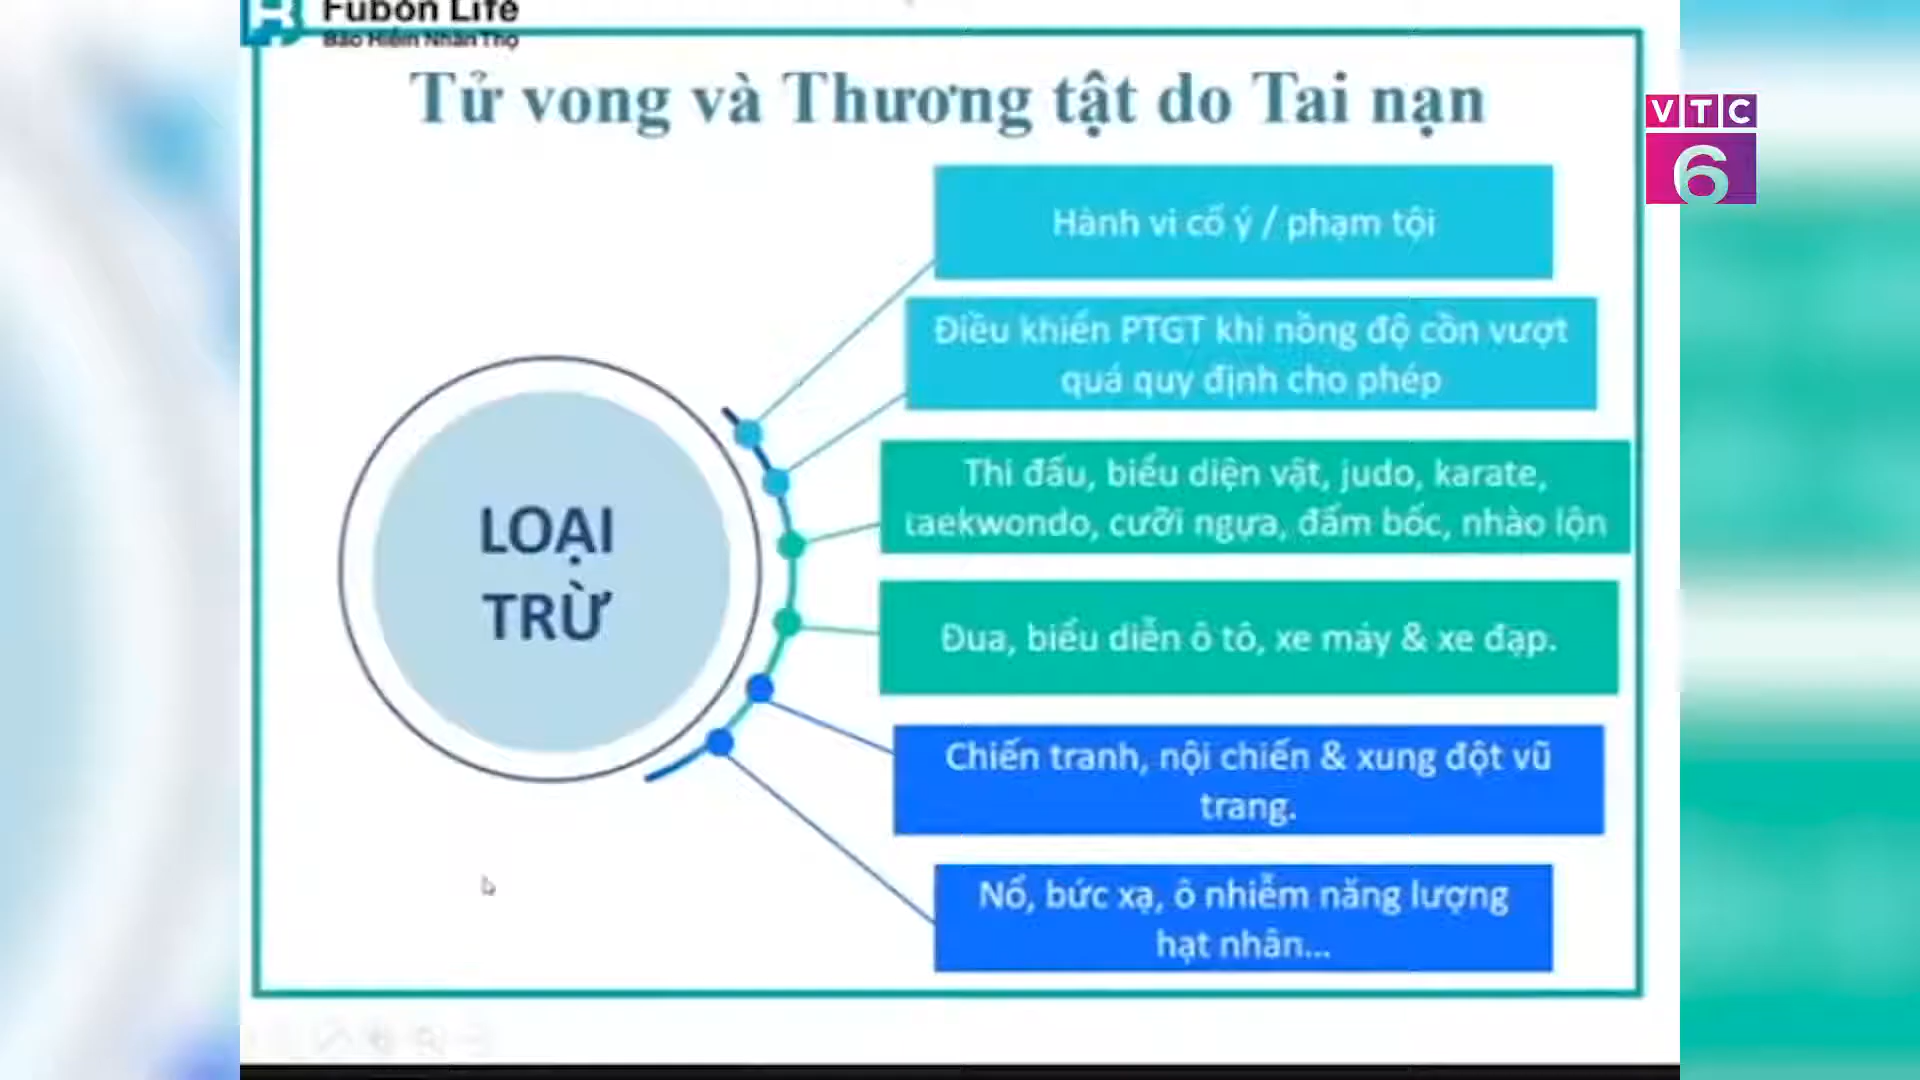 Fubon Life
Bảo Hiểm Nhân Thọ
Tử vong và Thương tật do Tai nạn
VTC
6
Hành vi cố ý / phạm tội
Điều khiển PTGT khi nồng độ cồn vượt
quá quy định cho phép
Thi đấu, biểu diện vật, judo, karate,
taekwondo, cưỡi ngựa, đấm bốc, nhào lộn
LOẠI
TRỪ
Đua, biểu diễn ô tô, xe máy & xe đạp.
Chiến tranh, nội chiến & xung đột vũ
trang.
Nổ, bức xạ, ô nhiễm năng lượng
hạt nhân...